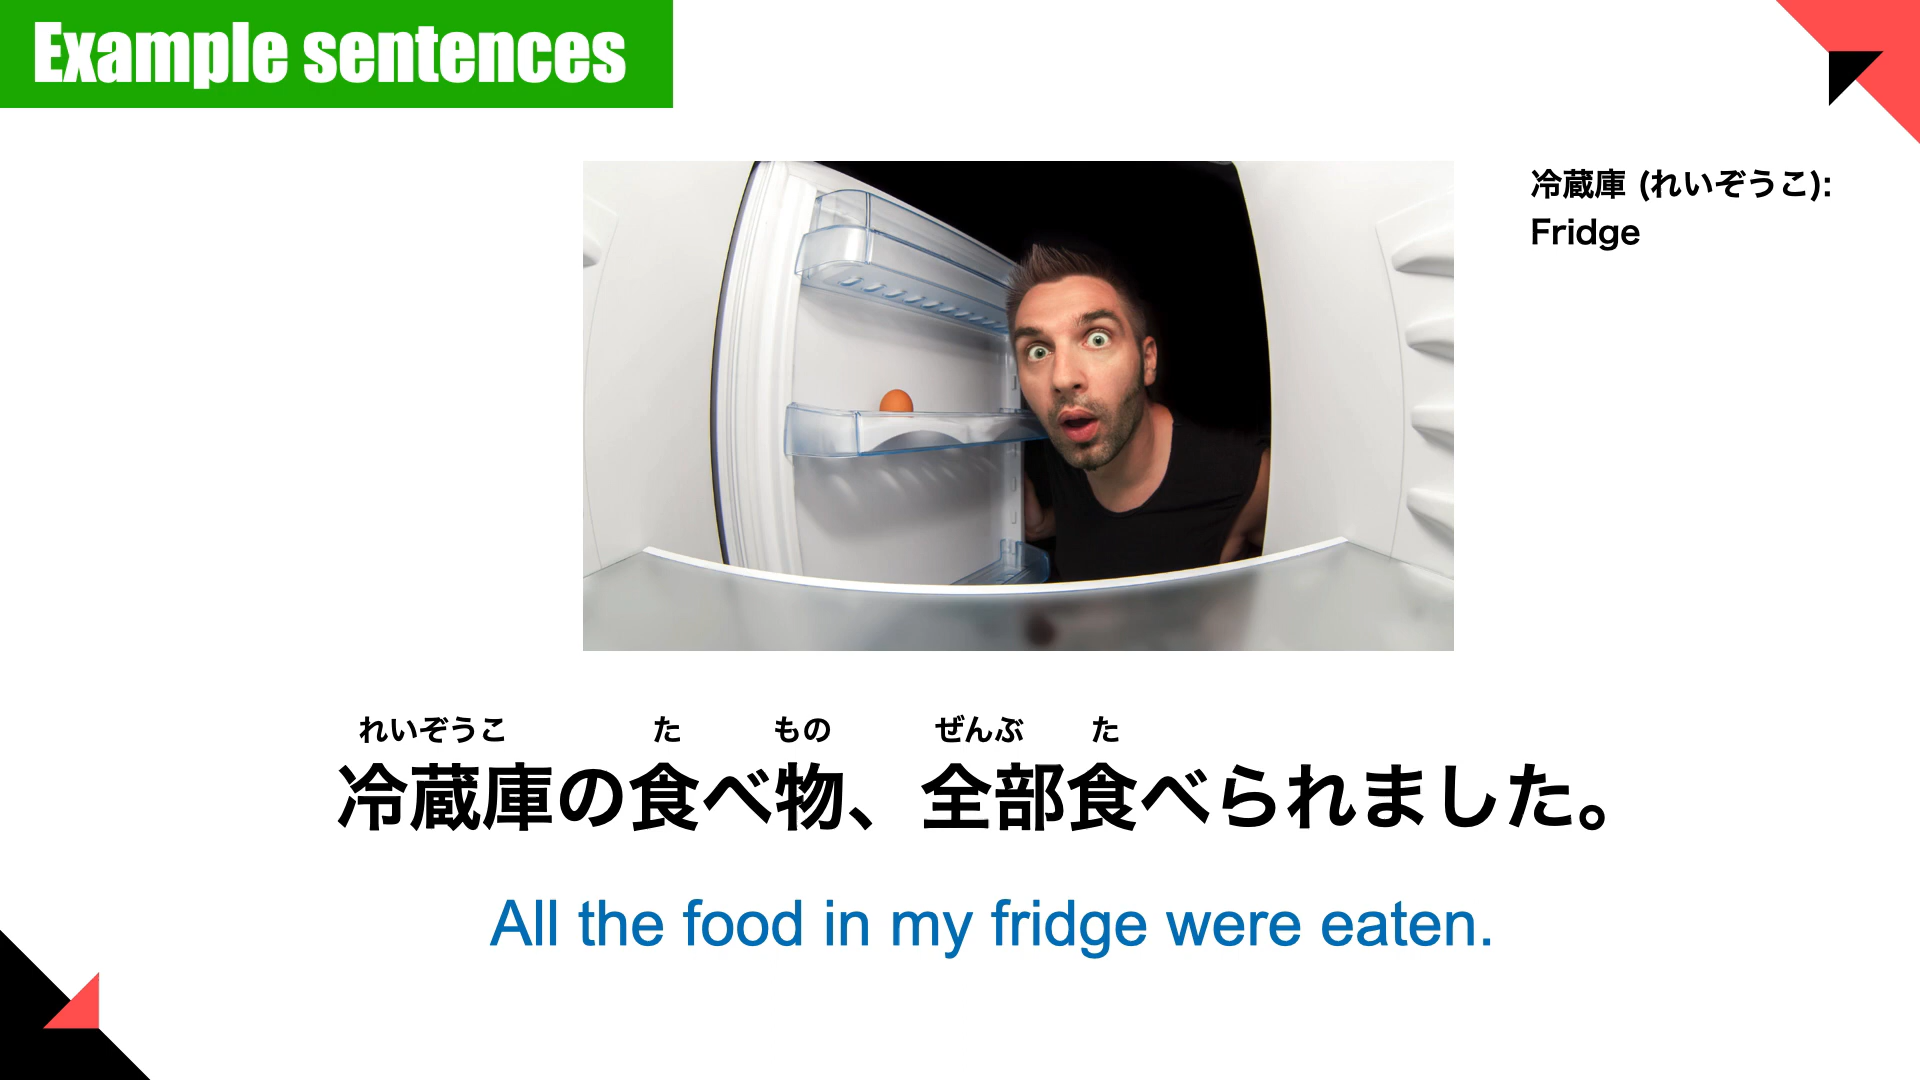 Example sentences
冷蔵庫 (れいぞうこ):
Fridge
れいぞうこ た もの ぜんぶ た
冷蔵庫の食べ物、全部食べられました。
All the food in my fridge were eaten.